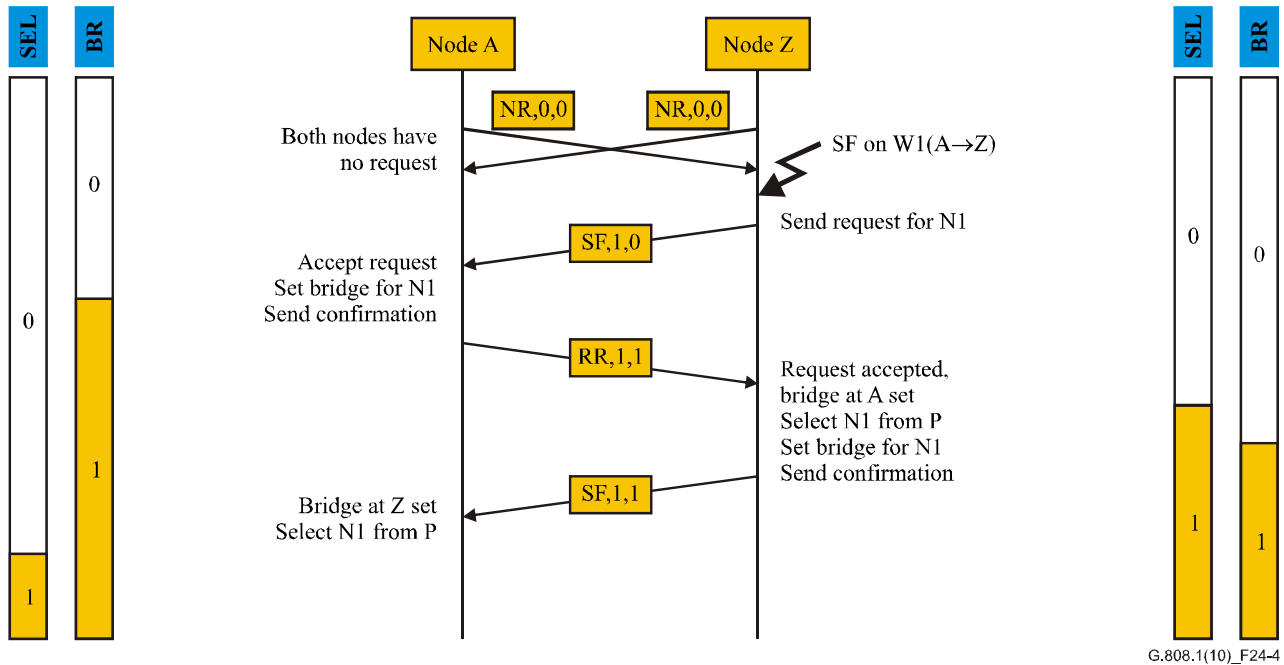 SEL
BR
Node A
Node Z
SEL
BR
NR,0,0
NR,0,0
Both nodes have
no request
SF on W1(A→Z)
0
0
0
0
Send request for N1
SF,1,0
Accept request
Set bridge for N1
Send confirmation
RR,1,1
Request accepted,
bridge at A set
Select N1 from P
Set bridge for N1
Send confirmation
1
SF,1,1
Bridge at Z set
Select N1 from P
1
1
1
G.808.1(10)_F24-4